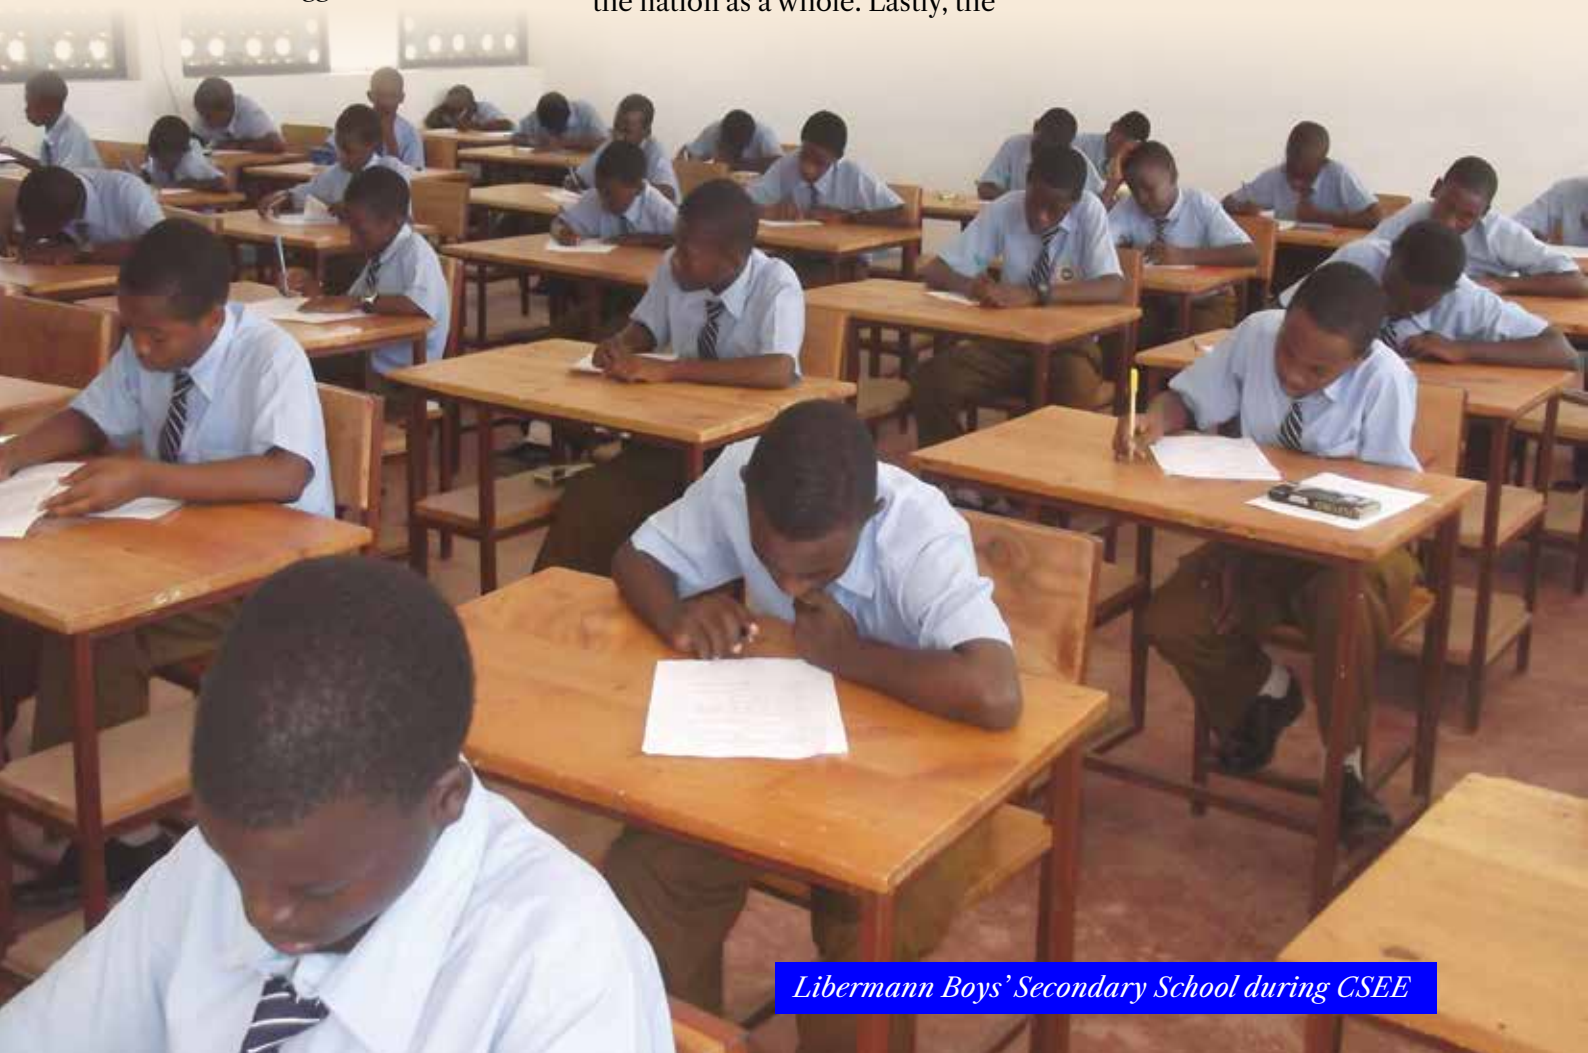 the nation as a whole. Lastly, the
Libermann Boys' Secondary School during CSEE